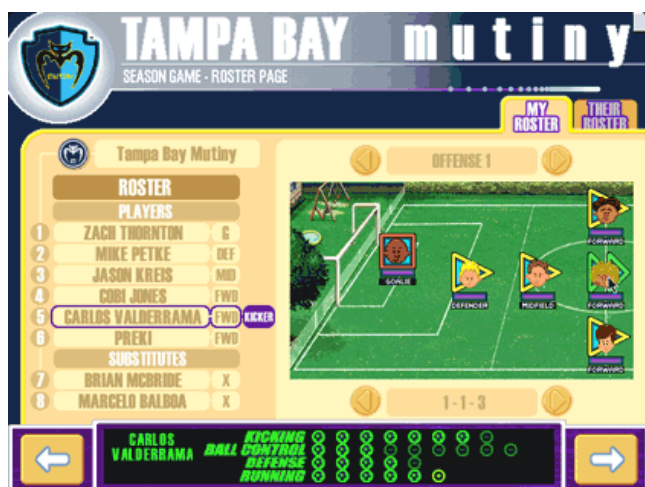 TAMPA BAY mutiny
SEASON GAME - ROSTER PAGE
MY ROSTER
THEIR ROSTER
Tampa Bay Mutiny
OFFENSE 1
ROSTER
PLAYERS
1 ZACH THORNTON G
2 MIKE PETKE DEF
3 JASON KREIS MID
4 COBI JONES FWD
5 CARLOS VALDERRAMA FWD KICKER
6 PREKI FWD
SUBSTITUTES
7 BRIAN MCBRIDE X
8 MARCELO BALBOA X
FORWARD
GOALIE
DEFENDER
MIDFIELD
FORWARD
FORWARD
1-1-3
CARLOS VALDERRAMA
KICKING
BALL CONTROL
DEFENSE
RUNNING